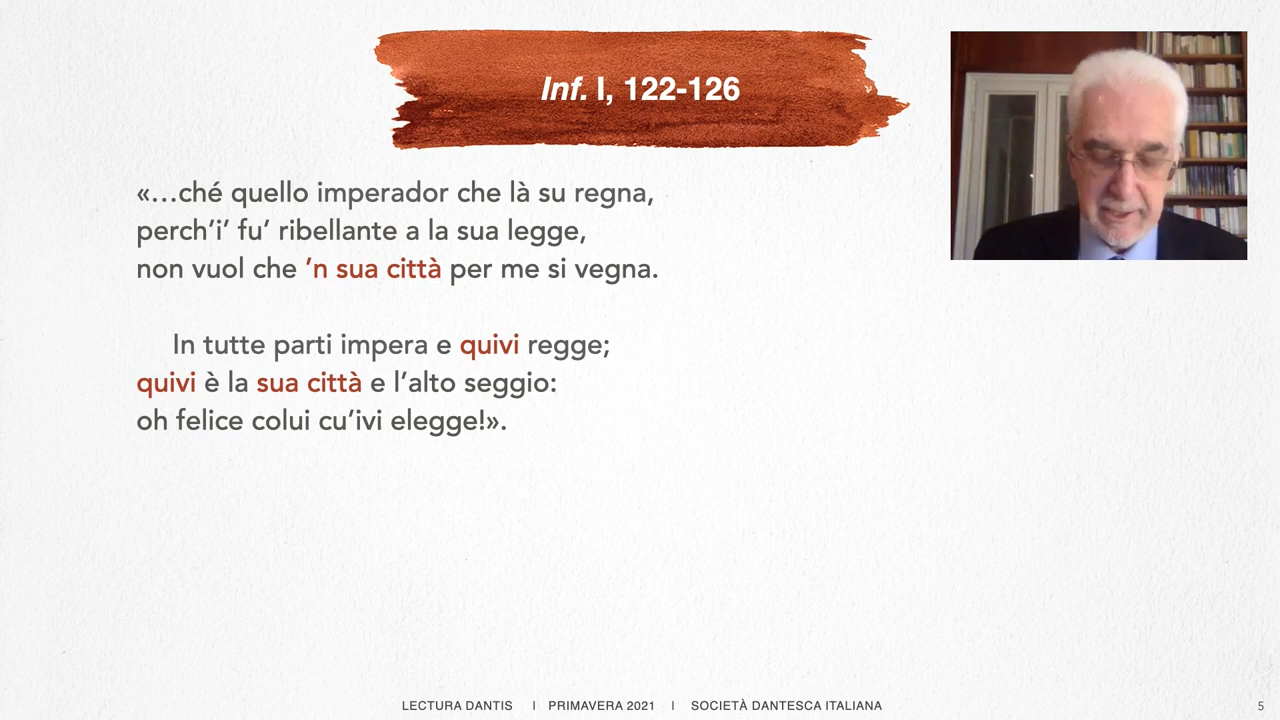 Inf. I, 122-126
«…ché quello imperador che là su regna,
perch’i’ fu’ ribellante a la sua legge,
non vuol che ’n sua città per me si vegna.
In tutte parti impera e quivi regge;
quivi è la sua città e l’alto seggio:
oh felice colui cu’ivi elegge!».
LECTURA DANTIS I PRIMAVERA 2021 I SOCIETÀ DANTESCA ITALIANA 5